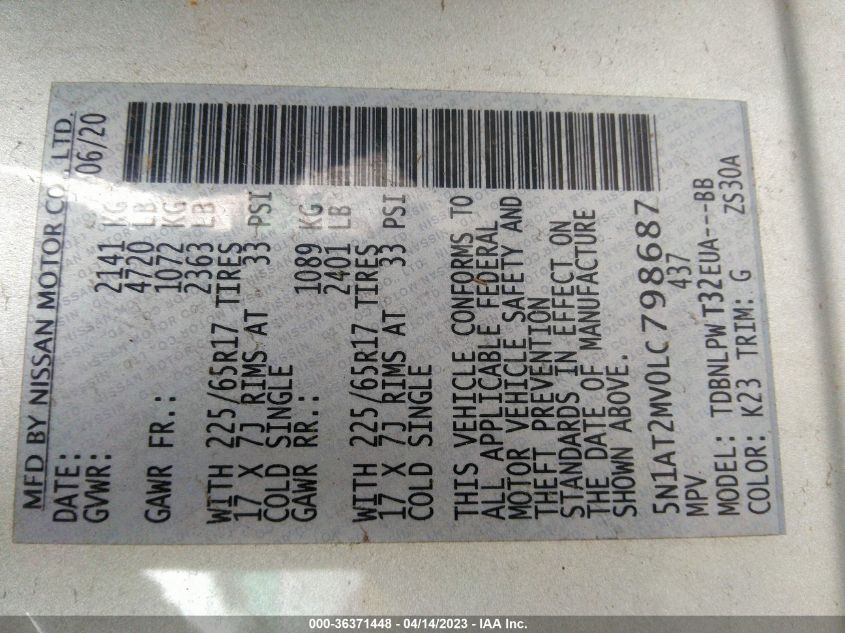 MFD BY NISSAN MOTOR CO., LTD.
DATE: 06/20
GVWR: 2141 KG
4720 LB
GAWR FR.: 1072 KG
2363 LB
WITH 225/65R17 TIRES
17 X 7J RIMS AT 33 PSI
COLD SINGLE
GAWR RR.: 1089 KG
2401 LB
WITH 225/65R17 TIRES
17 X 7J RIMS AT 33 PSI
COLD SINGLE
THIS VEHICLE CONFORMS TO
ALL APPLICABLE FEDERAL
MOTOR VEHICLE SAFETY AND
THEFT PREVENTION
STANDARDS IN EFFECT ON
THE DATE OF MANUFACTURE
SHOWN ABOVE.
5N1AT2MV0LC798687
MPV 437
MODEL: TDBNLPW T32EUA---BB
COLOR: K23 TRIM: G ZS30A
000-36371448 - 04/14/2023 - IAA Inc.